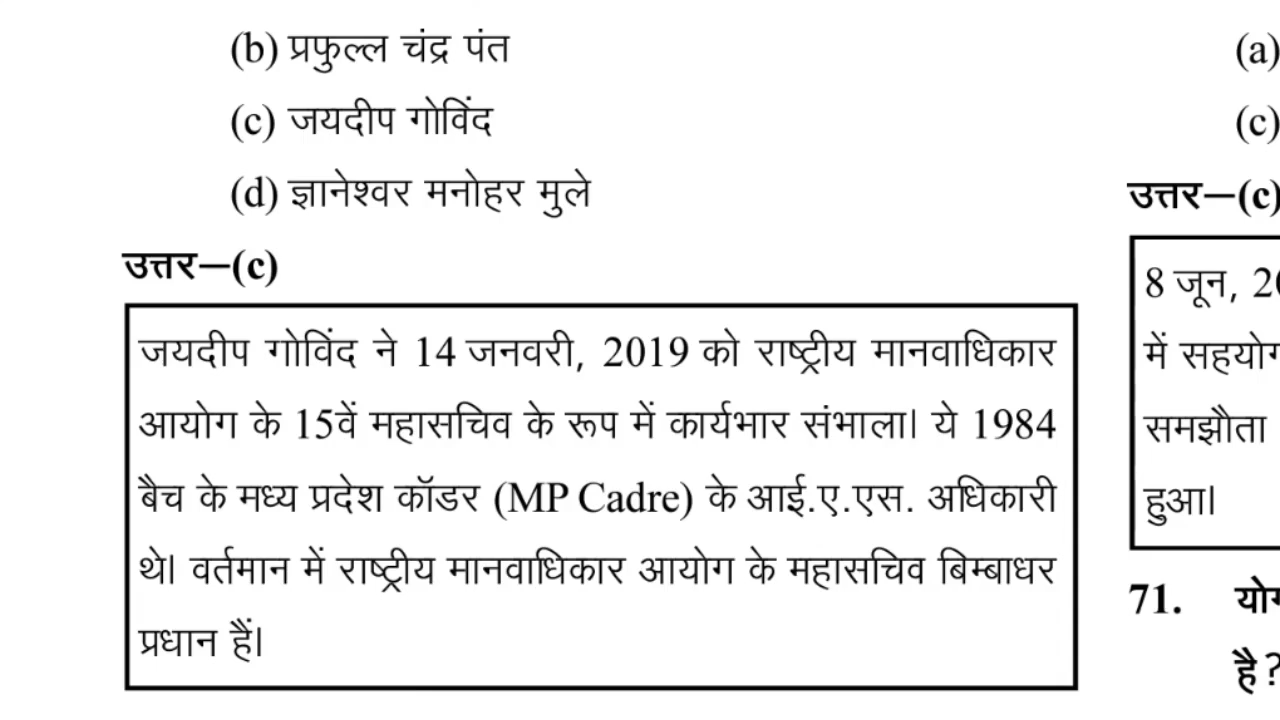 (b) प्रफुल्ल चंद्र पंत
(c) जयदीप गोविंद
(d) ज्ञानेश्वर मनोहर मुले
उत्तर—(c)
जयदीप गोविंद ने 14 जनवरी, 2019 को राष्ट्रीय मानवाधिकार
आयोग के 15वें महासचिव के रूप में कार्यभार संभाला। ये 1984
बैच के मध्य प्रदेश कॉडर (MP Cadre) के आई.ए.एस. अधिकारी
थे। वर्तमान में राष्ट्रीय मानवाधिकार आयोग के महासचिव बिम्बाधर
प्रधान हैं।
(a)
(c)
उत्तर—(c)
8 जून,
में
समझौता
हुआ।
71.
है?